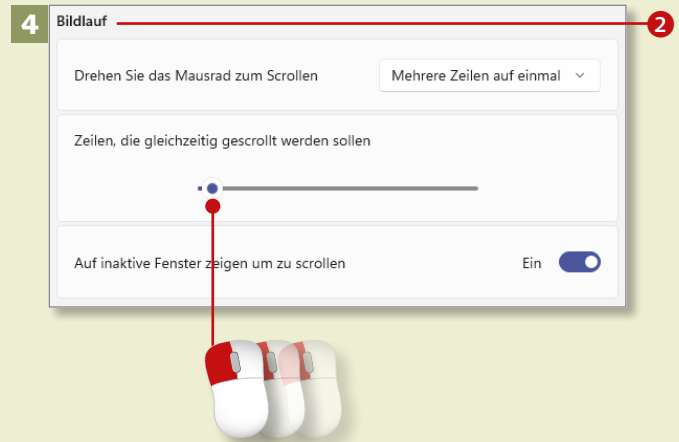 4
Bildlauf
2
Drehen Sie das Mausrad zum Scrollen
Mehrere Zeilen auf einmal
Zeilen, die gleichzeitig gescrollt werden sollen
Auf inaktive Fenster zeigen um zu scrollen
Ein